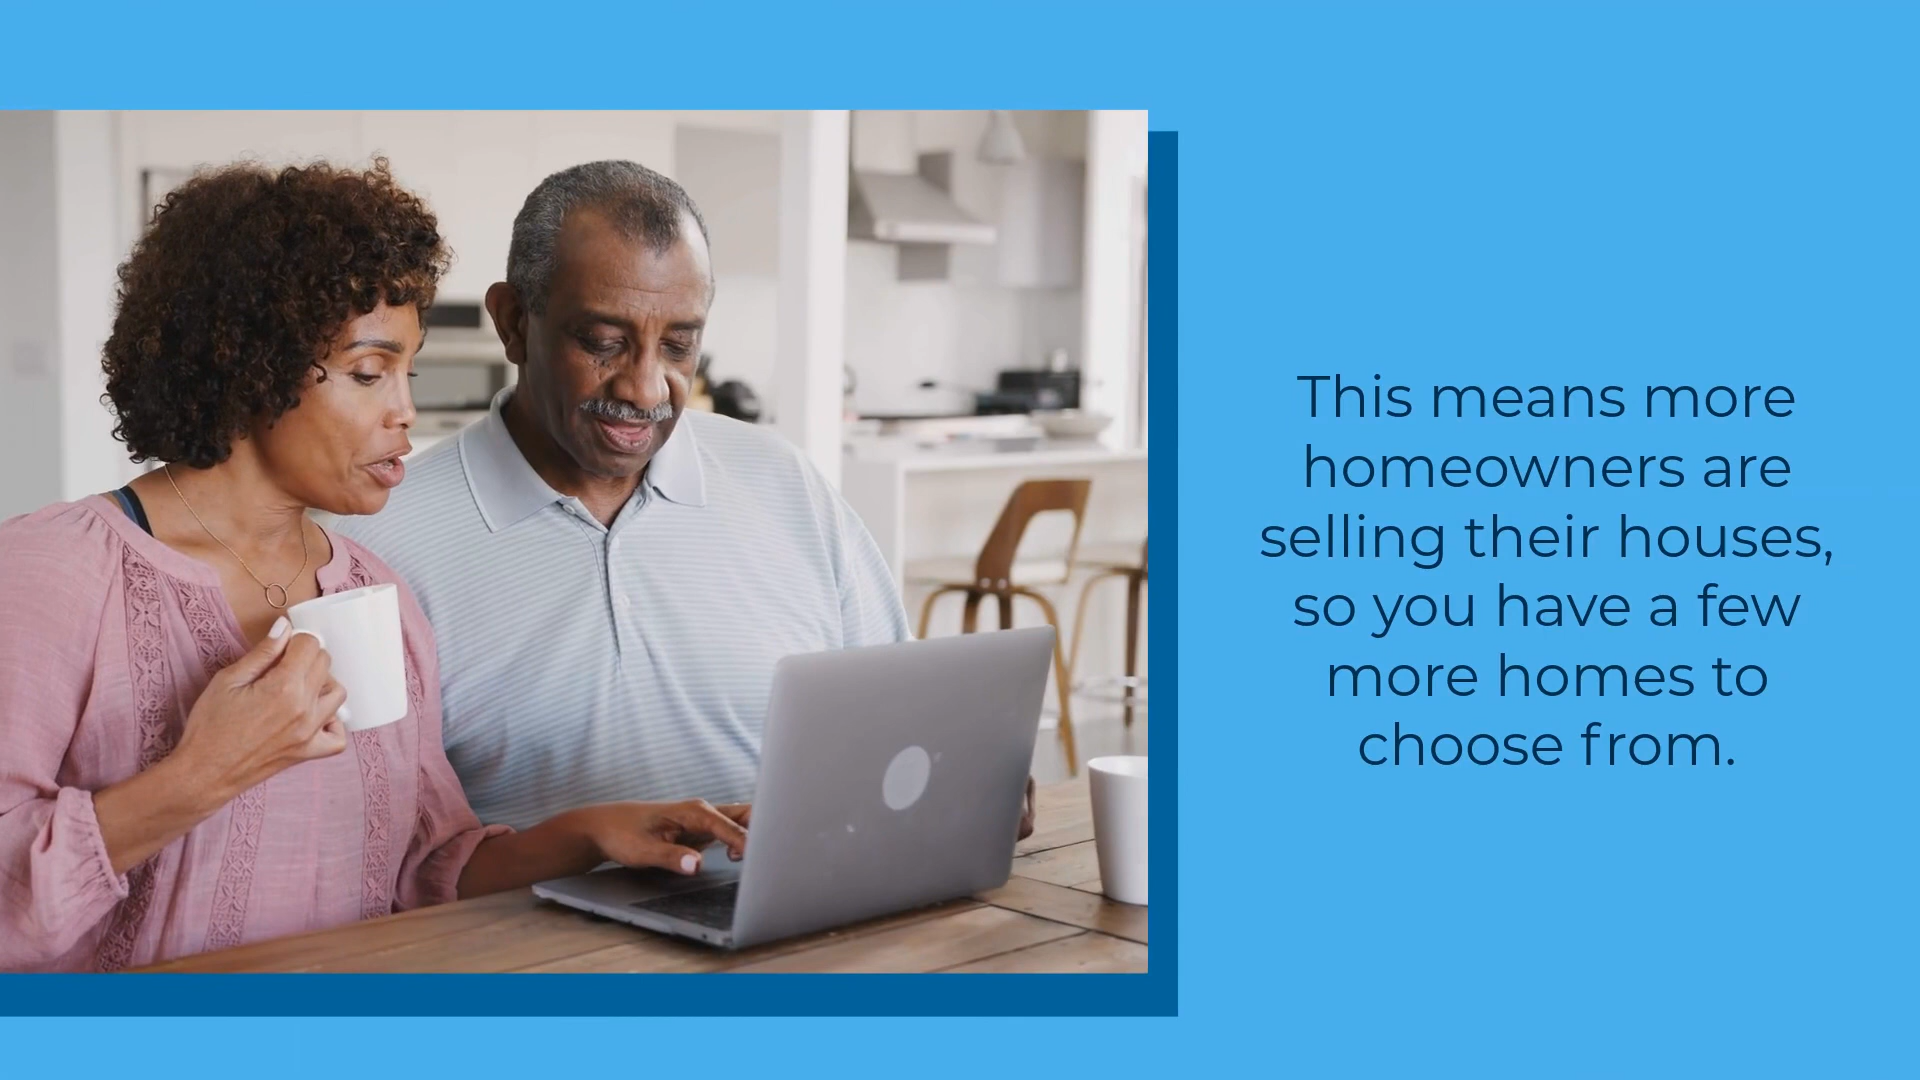 This means more
homeowners are
selling their houses,
so you have a few
more homes to
choose from.